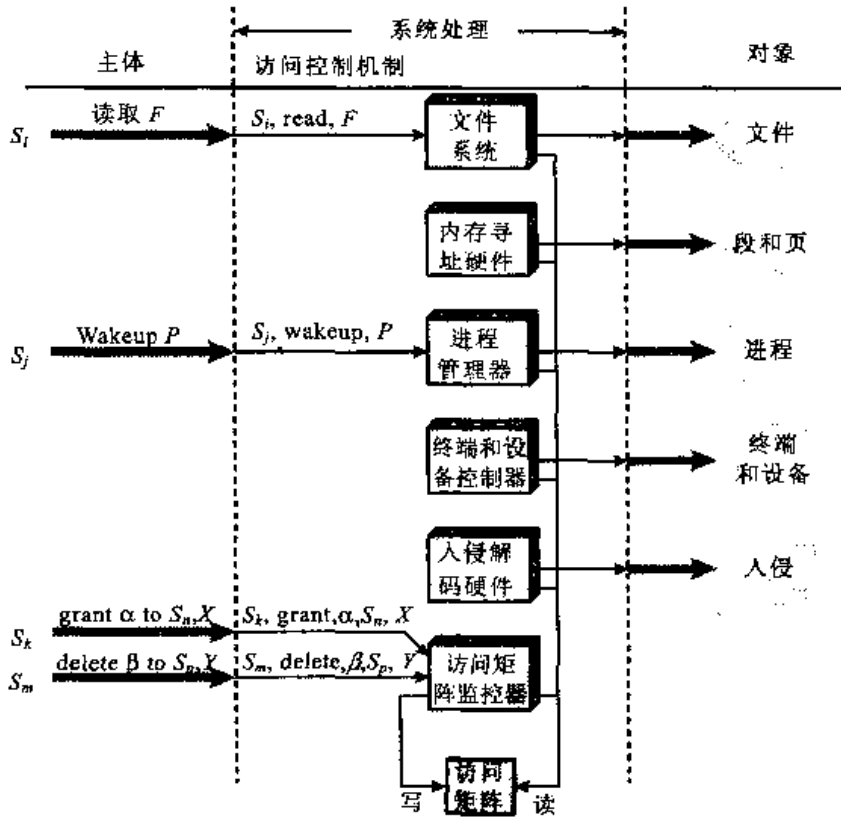 系统处理
主体
访问控制机制
对象
读取 F
S_i
S_i, read, F
文件
系统
文件
内存寻
址硬件
段和页
Wakeup P
S_j
S_j, wakeup, P
进程
管理器
进程
终端和设
备控制器
终端
和设备
入侵解
码硬件
入侵
grant α to S_n,X
S_k
S_k, grant,α,S_n, X
delete β to S_p,Y
S_m
S_m, delete,β,S_p, Y
访问矩
阵监控器
写
访问
矩阵
读